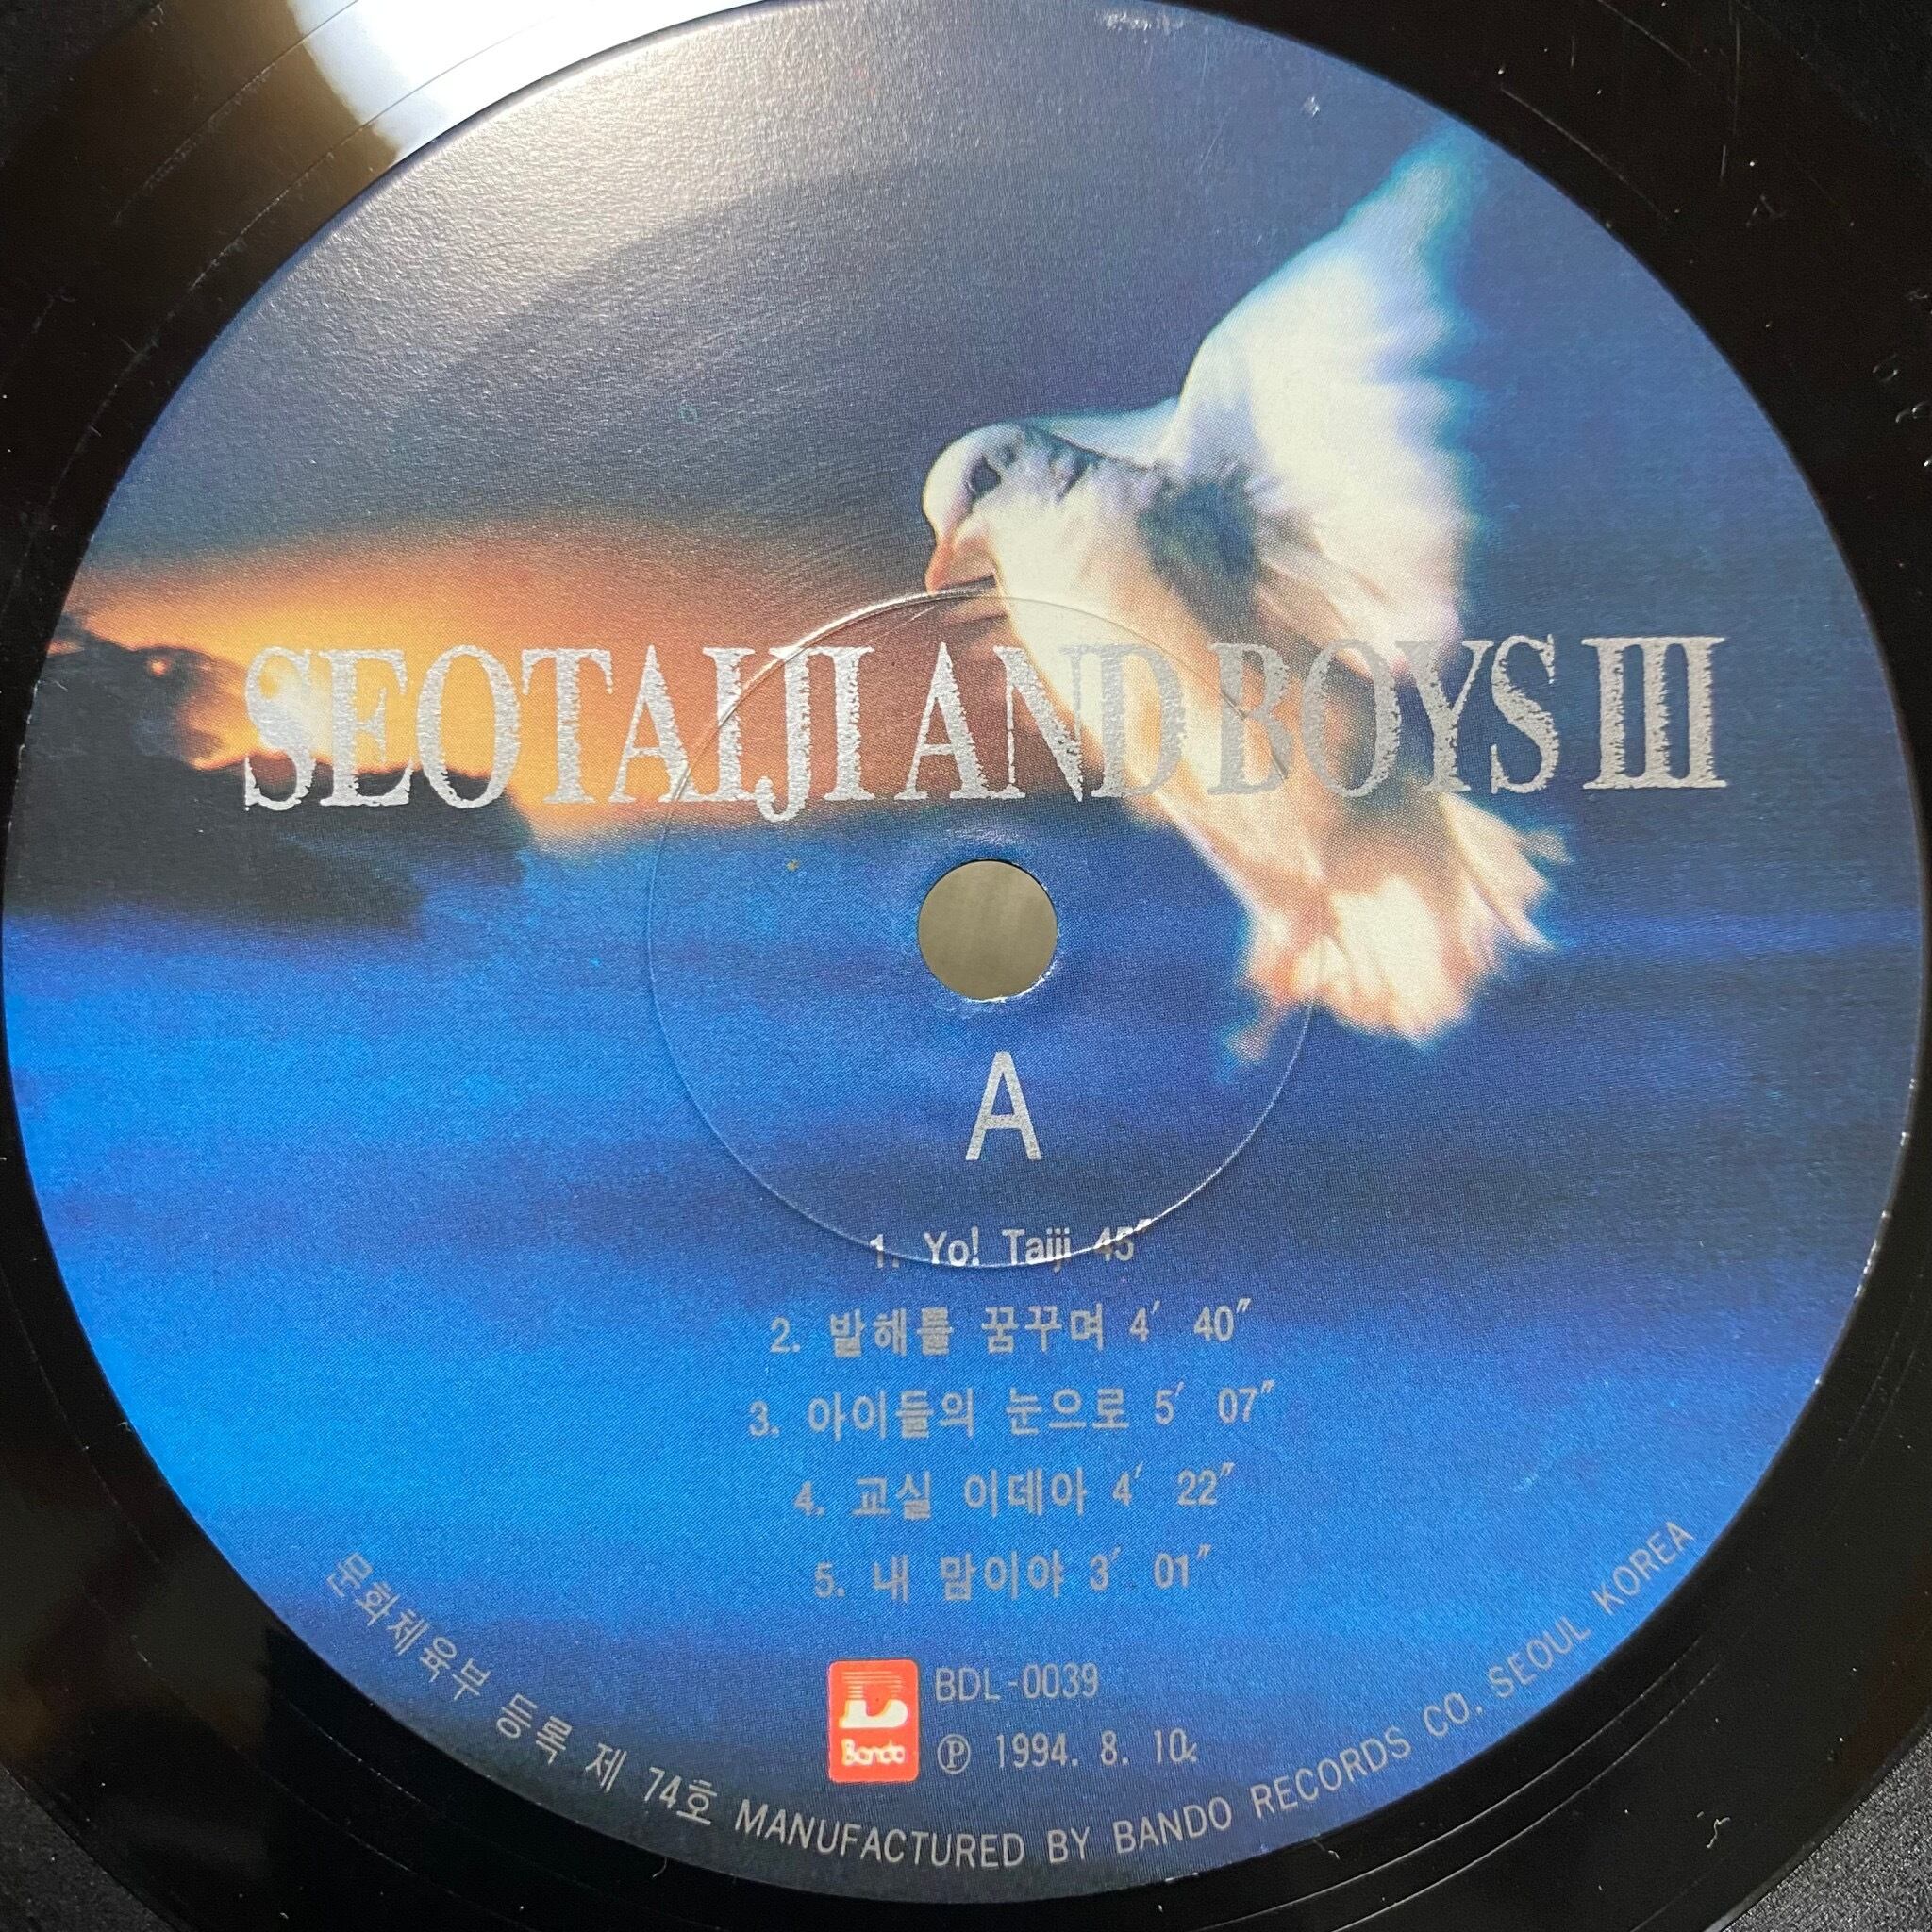 SEOTAIJI AND BOYS III
A
1. Yo! Taiji 45″
2.발해를 꿈꾸며 4′ 40″
3. 아이들의 눈으로 5′ 07″
4. 교실 이데아 4′ 22″
5. 내 맘이야 3′ 01″
Bando
BDL-0039
Ⓟ 1994. 8. 10.
문화체육부 등록 제 74호 MANUFACTURED BY BANDO RECORDS CO. SEOUL KOREA